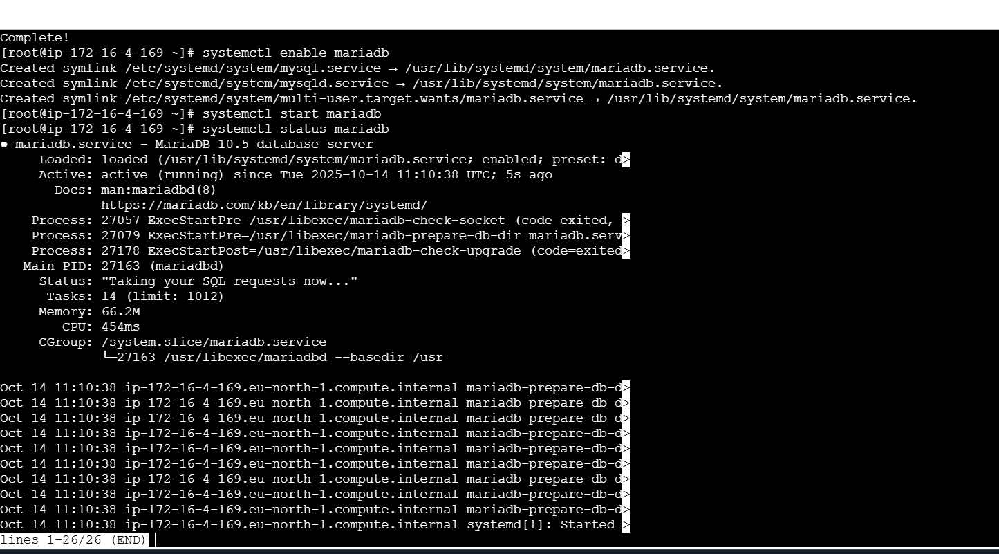 Complete!
[root@ip-172-16-4-169 ~]# systemctl enable mariadb
Created symlink /etc/systemd/system/mysql.service → /usr/lib/systemd/system/mariadb.service.
Created symlink /etc/systemd/system/mysqld.service → /usr/lib/systemd/system/mariadb.service.
Created symlink /etc/systemd/system/multi-user.target.wants/mariadb.service → /usr/lib/systemd/system/mariadb.service.
[root@ip-172-16-4-169 ~]# systemctl start mariadb
[root@ip-172-16-4-169 ~]# systemctl status mariadb
● mariadb.service - MariaDB 10.5 database server
     Loaded: loaded (/usr/lib/systemd/system/mariadb.service; enabled; preset: d>
     Active: active (running) since Tue 2025-10-14 11:10:38 UTC; 5s ago
       Docs: man:mariadbd(8)
             https://mariadb.com/kb/en/library/systemd/
    Process: 27057 ExecStartPre=/usr/libexec/mariadb-check-socket (code=exited, >
    Process: 27079 ExecStartPre=/usr/libexec/mariadb-prepare-db-dir mariadb.serv>
    Process: 27178 ExecStartPost=/usr/libexec/mariadb-check-upgrade (code=exited>
   Main PID: 27163 (mariadbd)
     Status: "Taking your SQL requests now..."
      Tasks: 14 (limit: 1012)
     Memory: 66.2M
        CPU: 454ms
     CGroup: /system.slice/mariadb.service
             └─27163 /usr/libexec/mariadbd --basedir=/usr

Oct 14 11:10:38 ip-172-16-4-169.eu-north-1.compute.internal mariadb-prepare-db-d>
Oct 14 11:10:38 ip-172-16-4-169.eu-north-1.compute.internal mariadb-prepare-db-d>
Oct 14 11:10:38 ip-172-16-4-169.eu-north-1.compute.internal mariadb-prepare-db-d>
Oct 14 11:10:38 ip-172-16-4-169.eu-north-1.compute.internal mariadb-prepare-db-d>
Oct 14 11:10:38 ip-172-16-4-169.eu-north-1.compute.internal mariadb-prepare-db-d>
Oct 14 11:10:38 ip-172-16-4-169.eu-north-1.compute.internal mariadb-prepare-db-d>
Oct 14 11:10:38 ip-172-16-4-169.eu-north-1.compute.internal mariadb-prepare-db-d>
Oct 14 11:10:38 ip-172-16-4-169.eu-north-1.compute.internal mariadb-prepare-db-d>
Oct 14 11:10:38 ip-172-16-4-169.eu-north-1.compute.internal mariadb-prepare-db-d>
Oct 14 11:10:38 ip-172-16-4-169.eu-north-1.compute.internal systemd[1]: Started >
lines 1-26/26 (END)